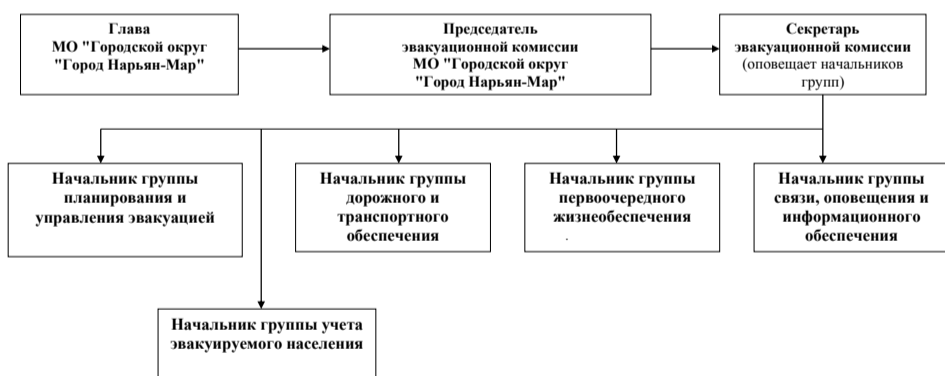 Глава
МО "Городской округ
"Город Нарьян-Мар"
Председатель
эвакуационной комиссии
МО "Городской округ
"Город Нарьян-Мар"
Секретарь
эвакуационной комиссии
(оповещает начальников
групп)
Начальник группы
планирования и
управления эвакуацией
Начальник группы
дорожного и
транспортного
обеспечения
Начальник группы
первоочередного
жизнеобеспечения
.
Начальник группы
связи, оповещения и
информационного
обеспечения
Начальник группы учета
эвакуируемого населения